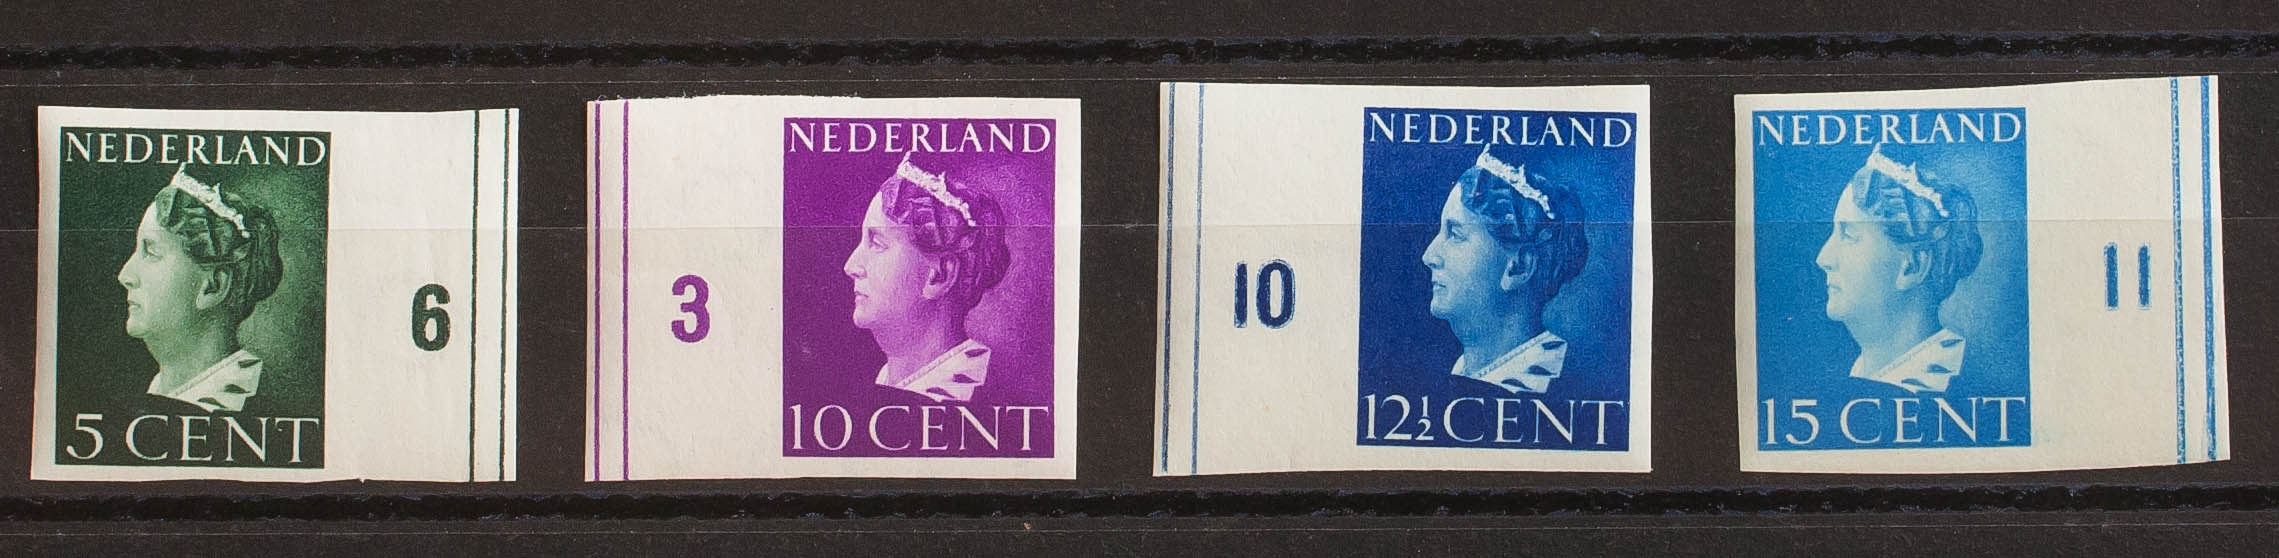 NEDERLAND
6
5 CENT
NEDERLAND
3
10 CENT
NEDERLAND
10
12½ CENT
NEDERLAND
11
15 CENT